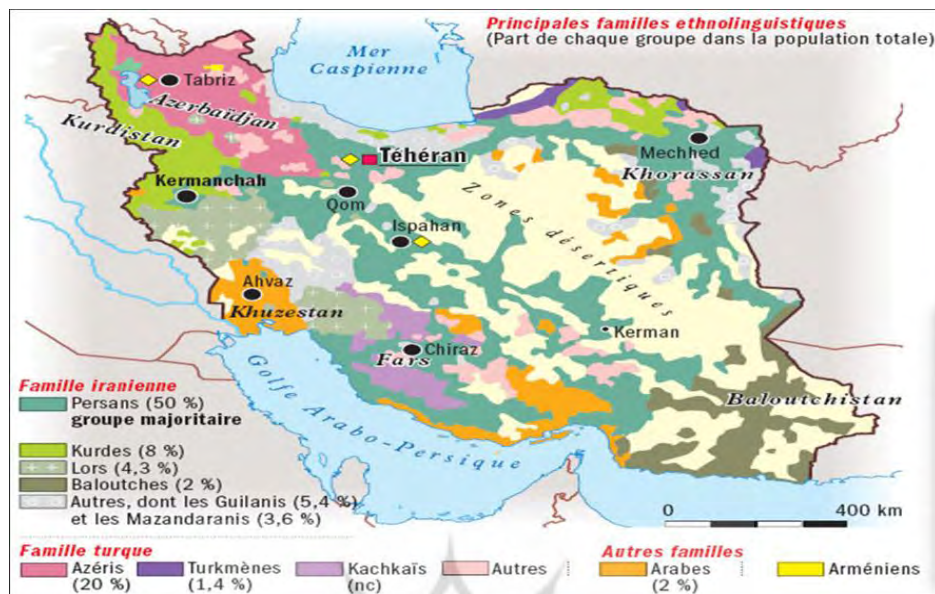 Principales familles ethnolinguistiques
(Part de chaque groupe dans la population totale)
Mer
Caspienne
Tabriz
Azerbaïdjan
Kurdistan
Téhéran
Mechhed
Khorassan
Kermanchah
Qom
Zones désertiques
Ispahan
Ahvaz
Khuzestan
Kerman
Chiraz
Fars
Baloutchistan
Golfe Arabo-Persique
Famille iranienne
Persans (50 %)
groupe majoritaire
Kurdes (8 %)
Lors (4,3 %)
Baloutches (2 %)
Autres, dont les Guilanis (5,4 %)
et les Mazandaranis (3,6 %)
0 400 km
Famille turque
Azéris
(20 %)
Turkmènes
(1,4 %)
Kachkaïs
(nc)
Autres
Autres familles
Arabes
(2 %)
Arméniens